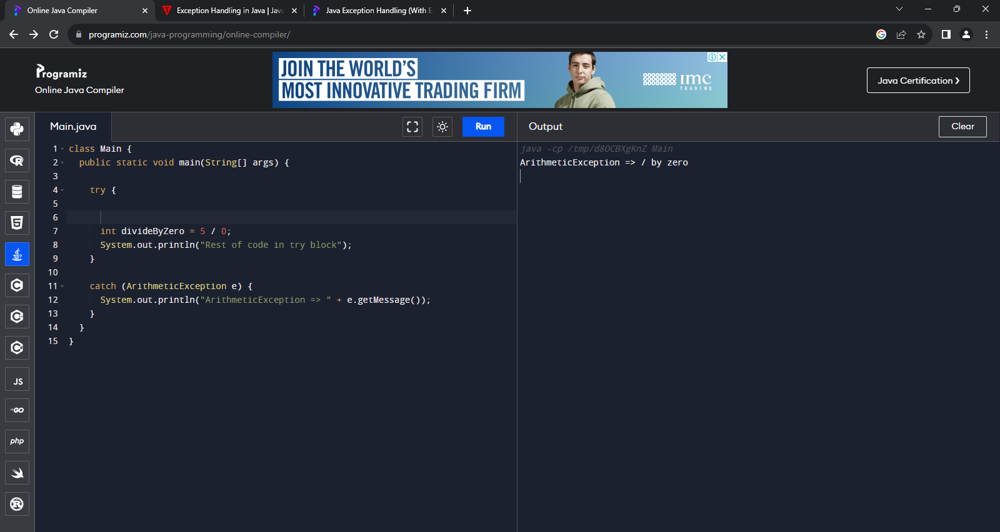 Online Java Compiler
Exception Handling in Java | Java
Java Exception Handling (With E
programiz.com/java-programming/online-compiler/
Programiz
Online Java Compiler
JOIN THE WORLD'S
MOST INNOVATIVE TRADING FIRM
imc
TRADING
Java Certification ❯
Main.java
Run
Output
Clear
1 class Main {
2 public static void main(String[] args) {
3
4 try {
5
6
7 int divideByZero = 5 / 0;
8 System.out.println("Rest of code in try block");
9 }
10
11 catch (ArithmeticException e) {
12 System.out.println("ArithmeticException => " + e.getMessage());
13 }
14 }
15 }
java -cp /tmp/d8OCBXgKnZ Main
ArithmeticException => / by zero
R
5
C
C
C
JS
GO
php
R